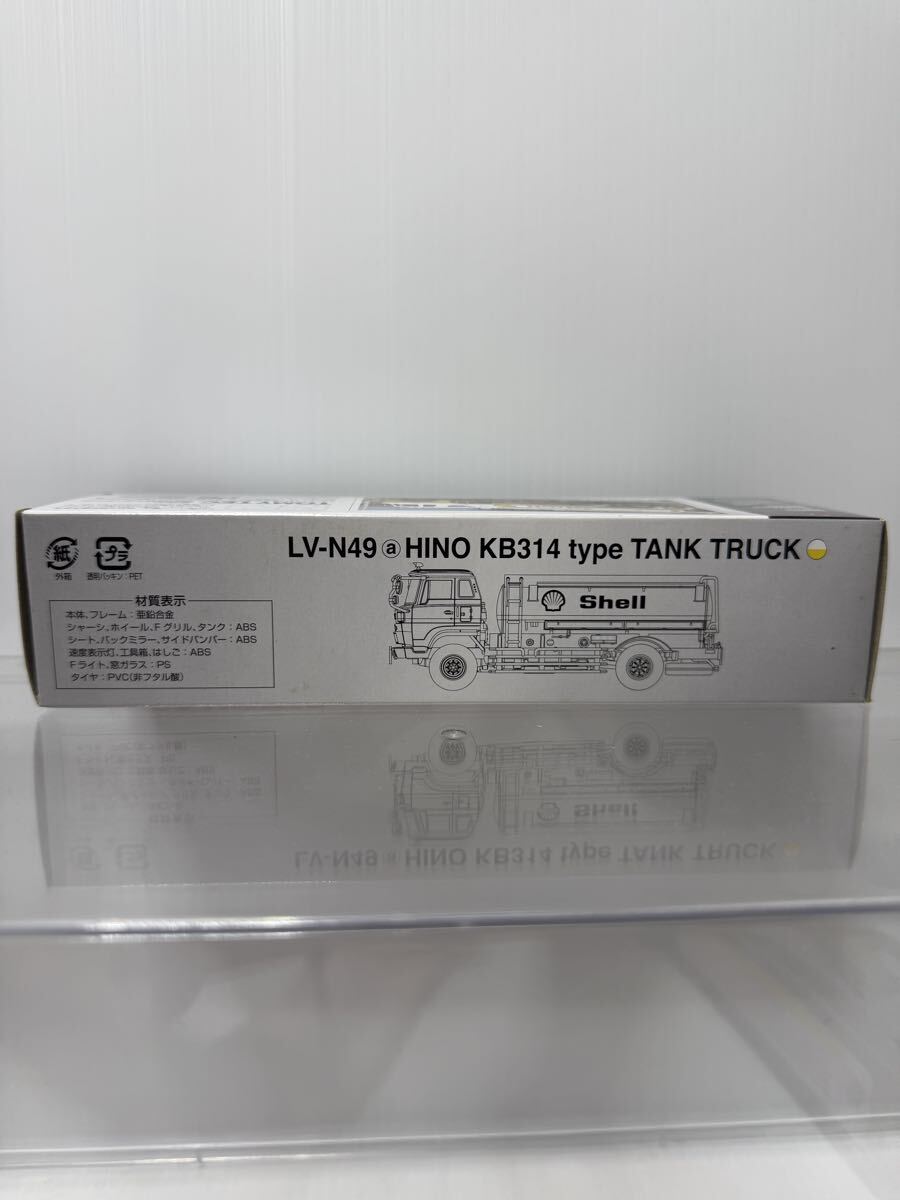 TOMYTEC
LV-N49 ⓐ HINO KB314 type TANK TRUCK
紙
外箱
プラ
透明パッキン:PET
材質表示
本体、フレーム:亜鉛合金
シャーシ、ホイール、Fグリル、タンク:ABS
シート、バックミラー、サイドバンパー:ABS
速度表示灯、工具箱、はしご:ABS
Fライト、窓ガラス:PS
タイヤ:PVC(非フタル酸)
Shell